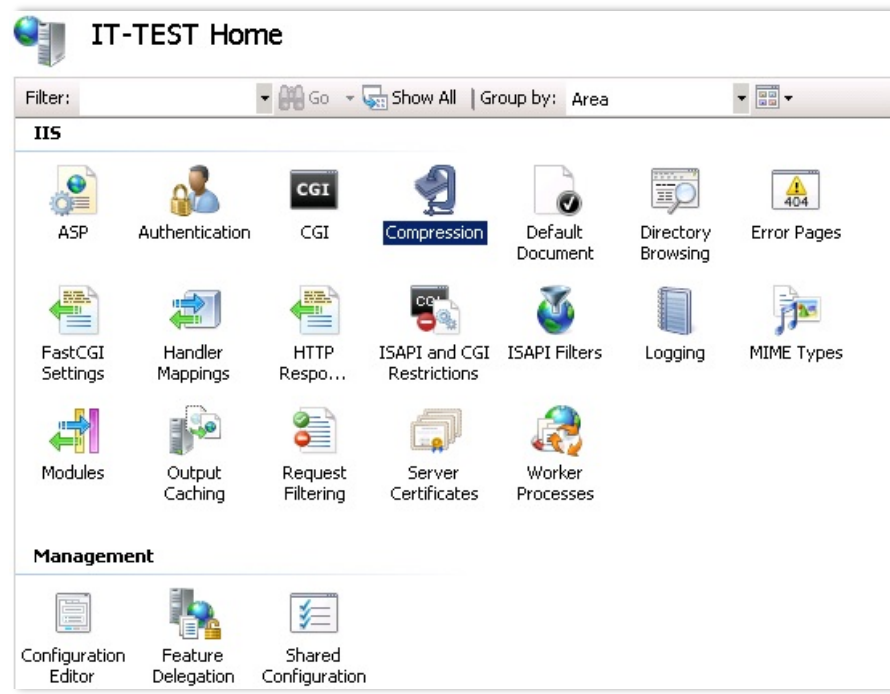 IT-TEST Home
Filter: Go Show All Group by: Area
IIS
CGI 404
ASP Authentication CGI Compression Default Document Directory Browsing Error Pages
CGI
FastCGI Settings Handler Mappings HTTP Respo... ISAPI and CGI Restrictions ISAPI Filters Logging MIME Types
Modules Output Caching Request Filtering Server Certificates Worker Processes
Management
Configuration Editor Feature Delegation Shared Configuration